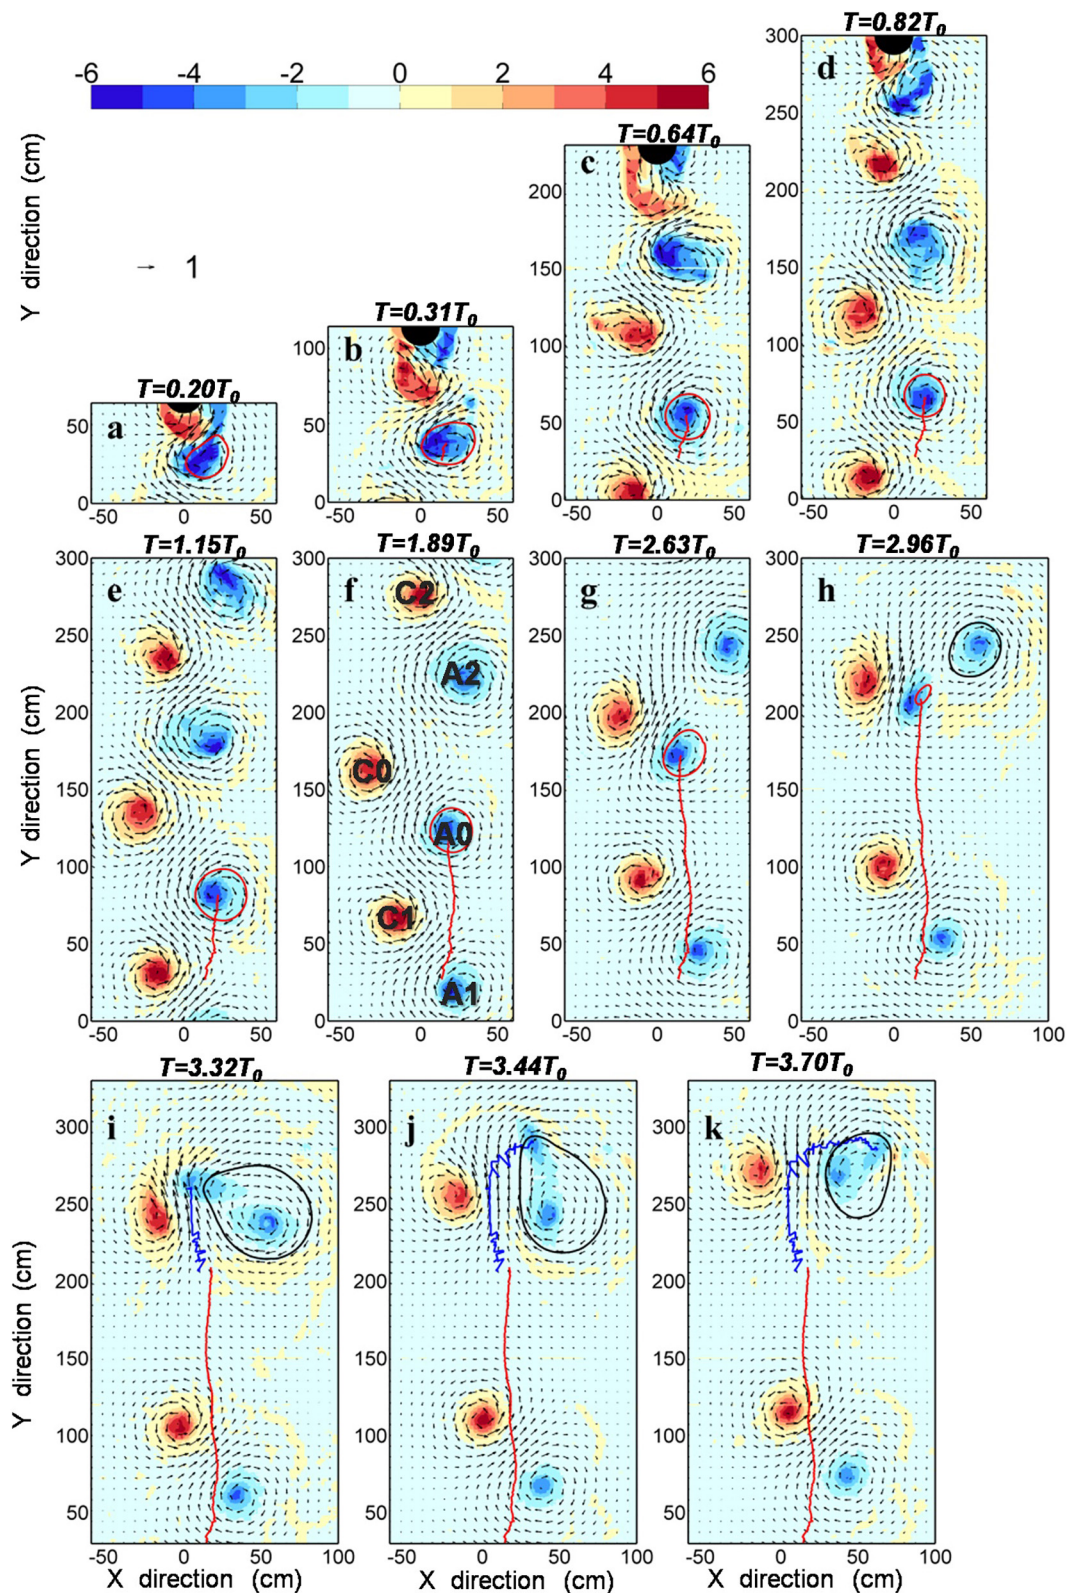 T=0.82T0
-6 -4 -2 0 2 4 6
300
d
250
T=0.64T0
c
200
200
Y direction (cm)
1
150
150
T=0.31T0
100
b
100
100
T=0.20T0
50
a
50
50
50
0
0
0
0
-50 0 50
-50 0 50
-50 0 50
-50 0 50
T=1.15T0 T=1.89T0 T=2.63T0 T=2.96T0
300 300 300 300
e f C2 g h
250 250 250 250
A2
200 200 200 200
C0
150 150 150 150
A0
100 100 100 100
C1
50 50 50 50
A1
0 0 0 0
-50 0 50 -50 0 50 -50 0 50 -50 0 50 100
Y direction (cm)
T=3.32T0 T=3.44T0 T=3.70T0
i j k
300 300 300
250 250 250
200 200 200
150 150 150
100 100 100
50 50 50
-50 0 50 100 -50 0 50 100 -50 0 50 100
Y direction (cm)
X direction (cm) X direction (cm) X direction (cm)